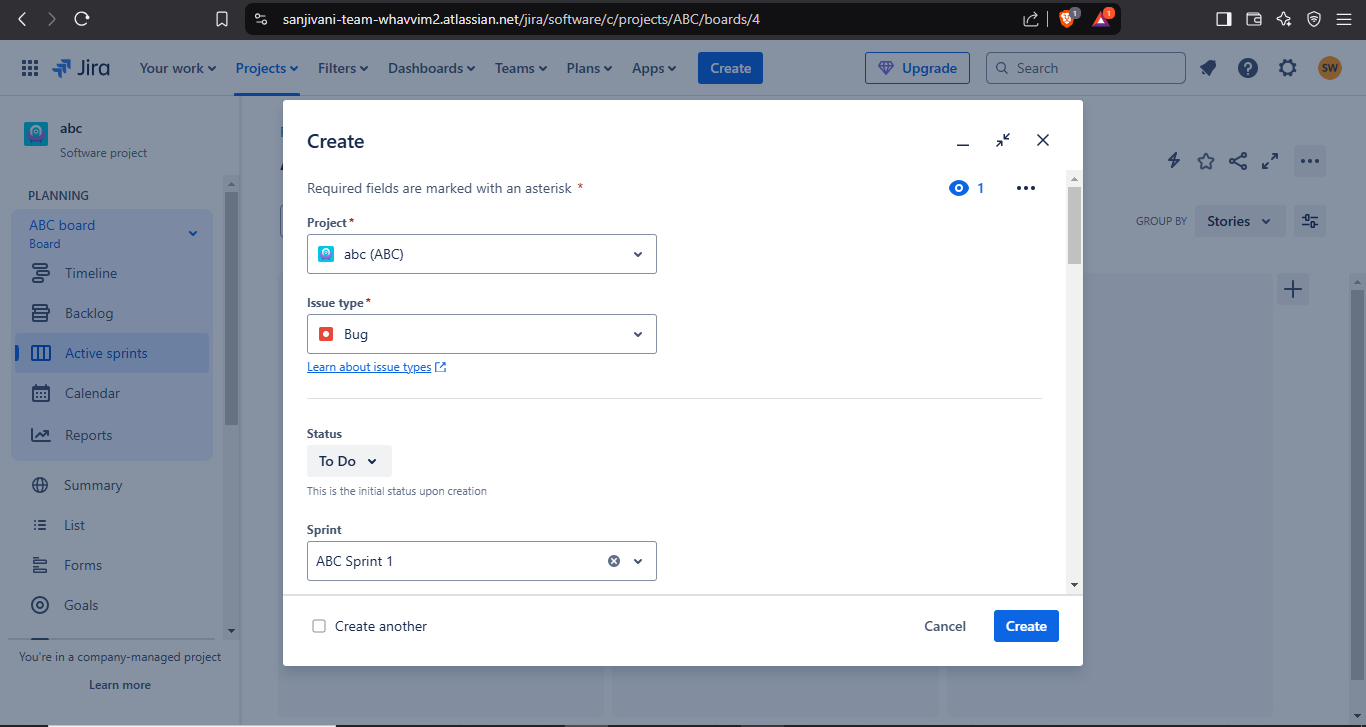 sanjivani-team-whavvim2.atlassian.net/jira/software/c/projects/ABC/boards/4
1
1
Jira
Your work
Projects
Filters
Dashboards
Teams
Plans
Apps
Create
Upgrade
Search
SW
abc
Software project
PLANNING
ABC board
Board
Timeline
Backlog
Active sprints
Calendar
Reports
Summary
List
Forms
Goals
You're in a company-managed project
Learn more
GROUP BY
Stories
Create
Required fields are marked with an asterisk *
1
Project*
abc (ABC)
Issue type*
Bug
Learn about issue types
Status
To Do
This is the initial status upon creation
Sprint
ABC Sprint 1
Create another
Cancel
Create